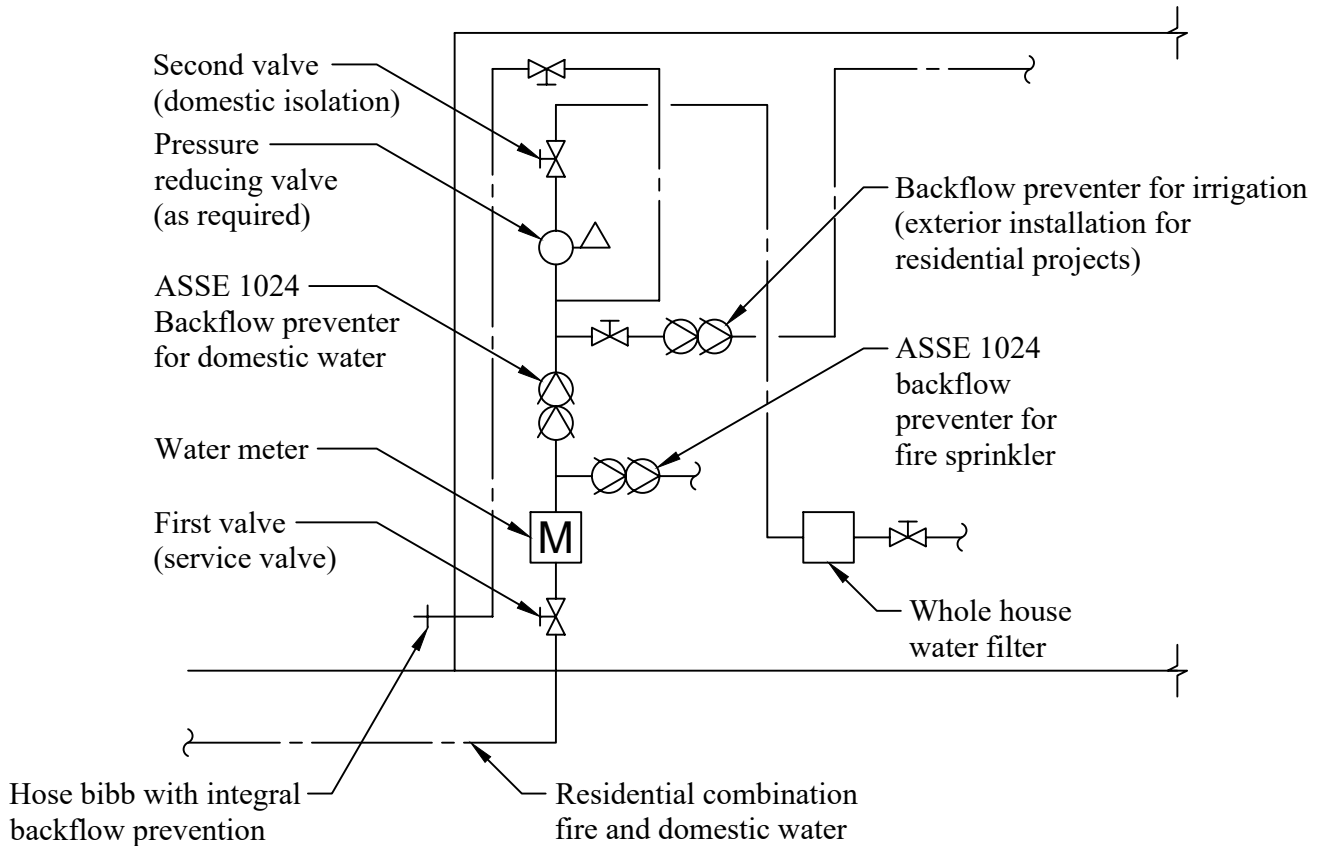 Second valve
(domestic isolation)
Pressure
reducing valve
(as required)
ASSE 1024
Backflow preventer
for domestic water
Water meter
First valve
(service valve)
Hose bibb with integral
backflow prevention
M
Backflow preventer for irrigation
(exterior installation for
residential projects)
ASSE 1024
backflow
preventer for
fire sprinkler
Whole house
water filter
Residential combination
fire and domestic water